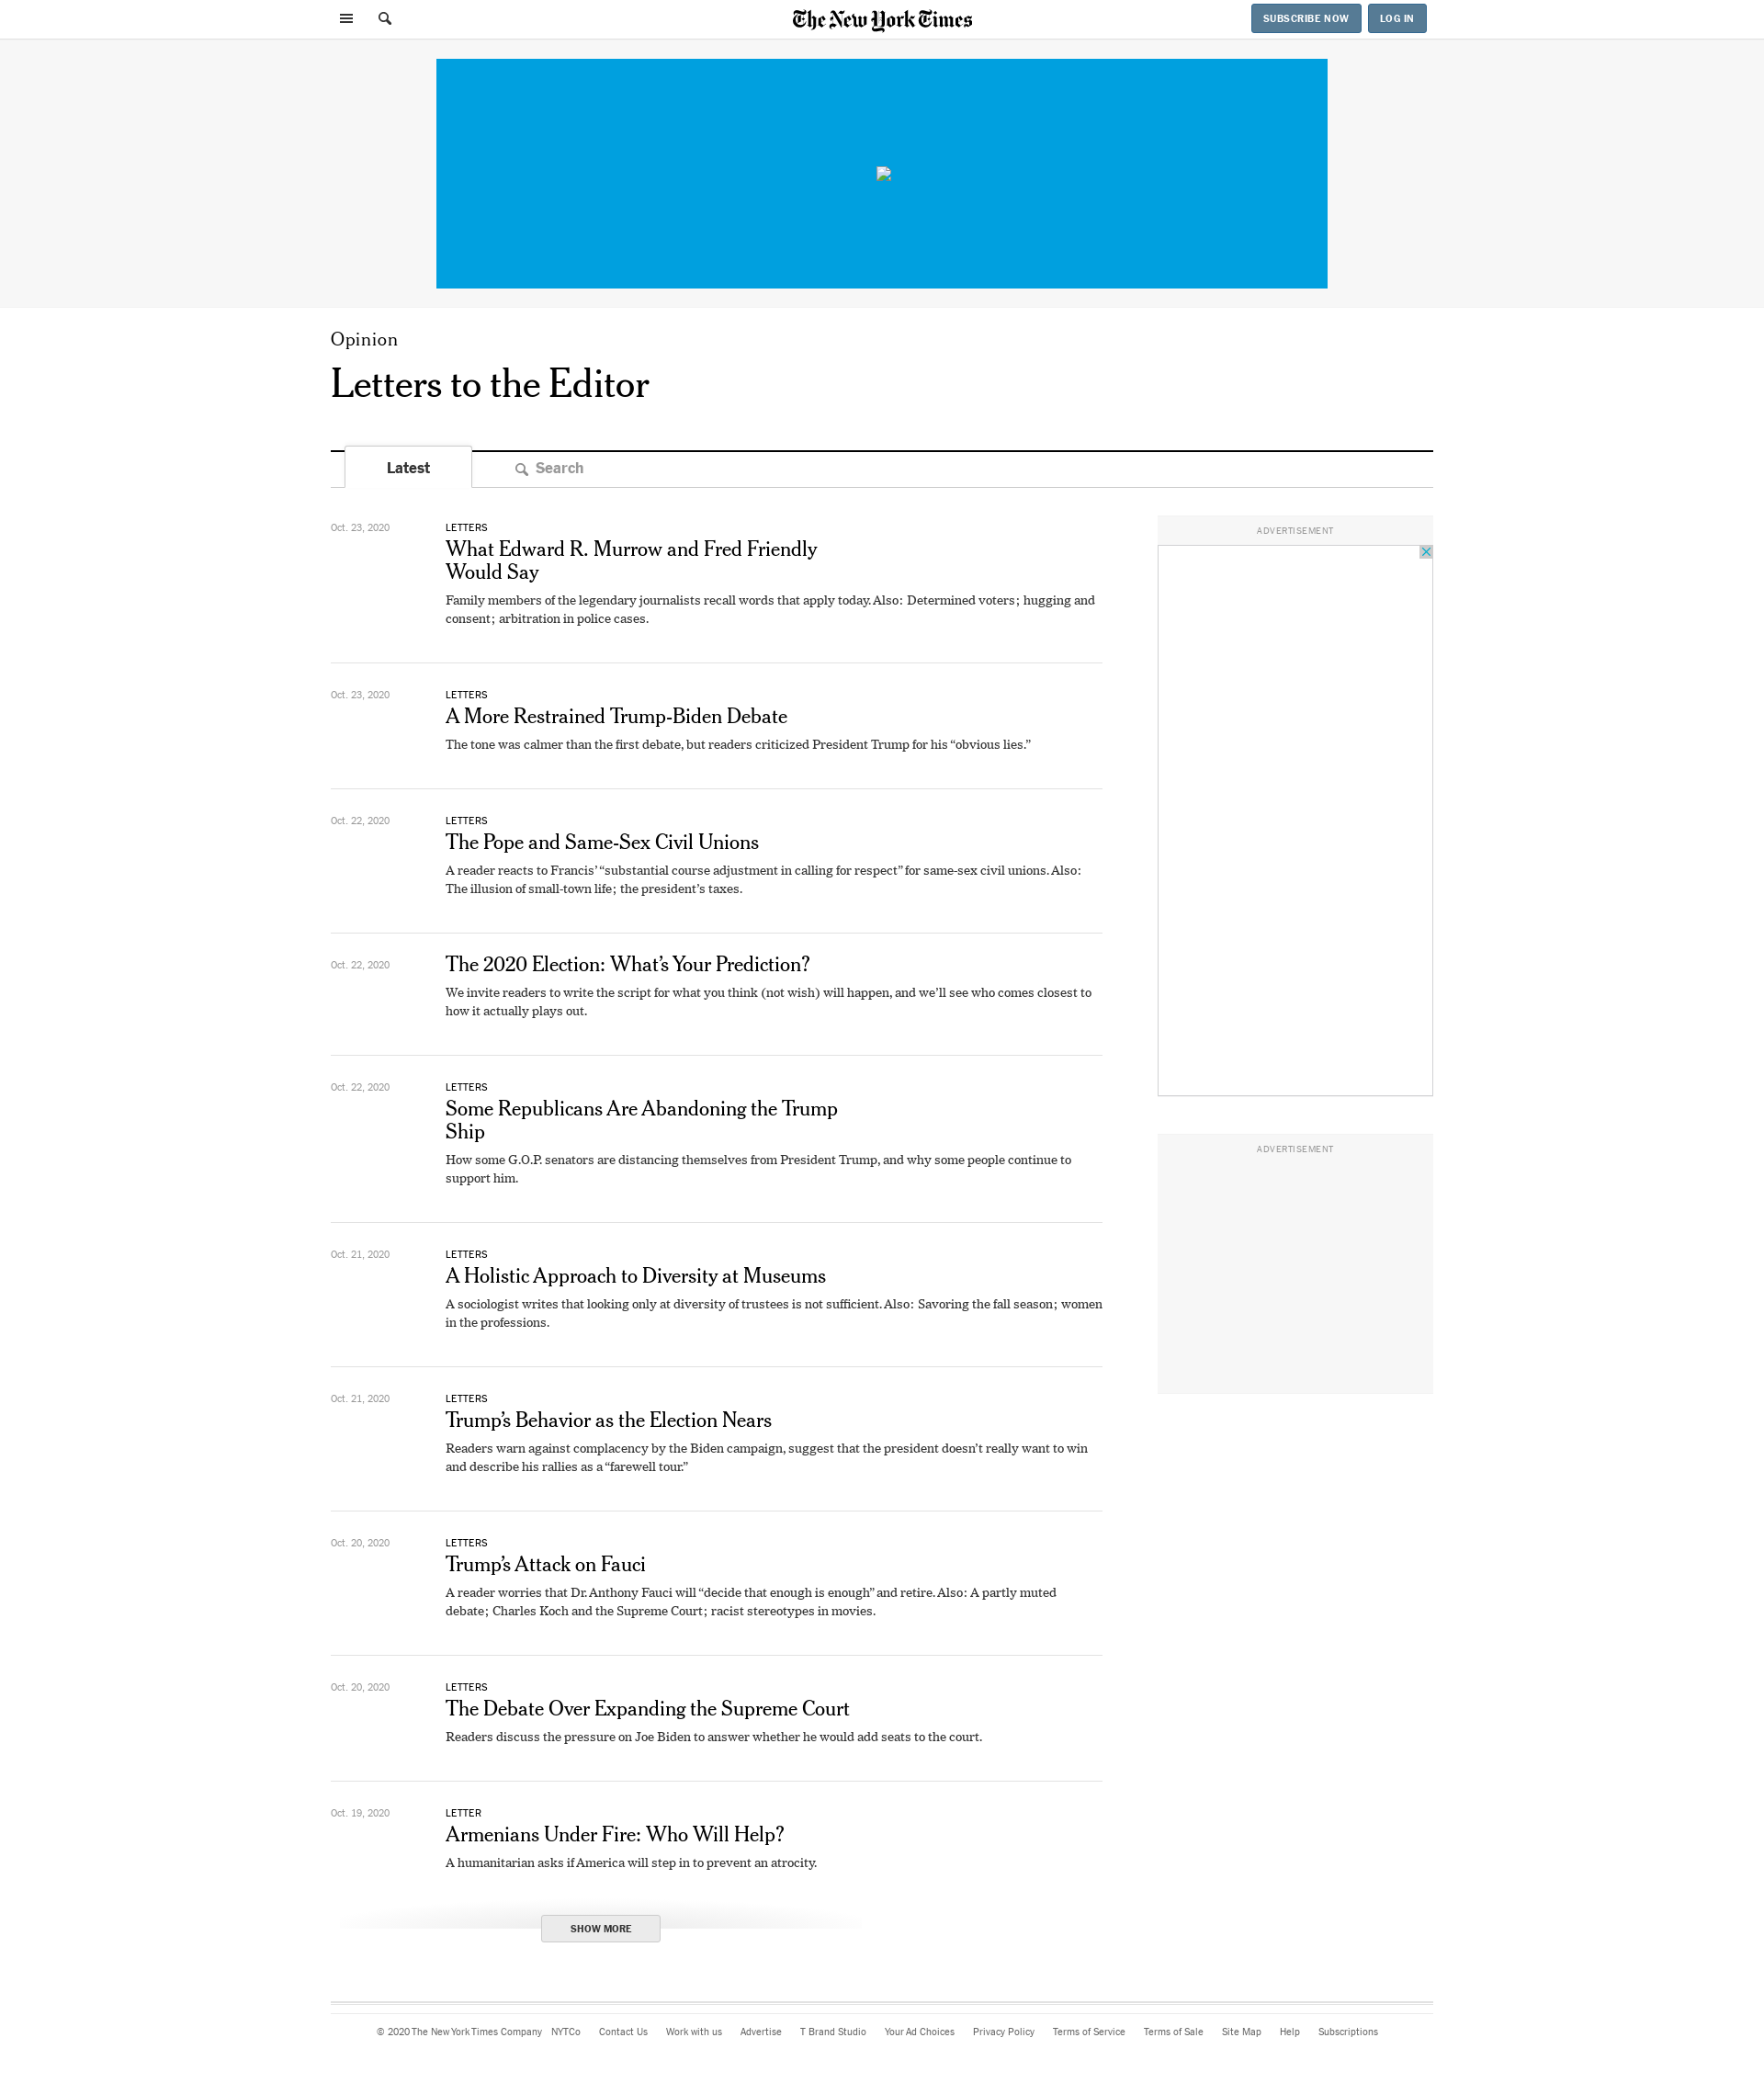 The New York Times
SUBSCRIBE NOW
LOG IN
Opinion
Letters to the Editor
Latest
Search
Oct. 23, 2020
LETTERS
What Edward R. Murrow and Fred Friendly
Would Say
Family members of the legendary journalists recall words that apply today. Also: Determined voters; hugging and
consent; arbitration in police cases.
Oct. 23, 2020
LETTERS
A More Restrained Trump-Biden Debate
The tone was calmer than the first debate, but readers criticized President Trump for his “obvious lies.”
Oct. 22, 2020
LETTERS
The Pope and Same-Sex Civil Unions
A reader reacts to Francis’ “substantial course adjustment in calling for respect” for same-sex civil unions. Also:
The illusion of small-town life; the president’s taxes.
Oct. 22, 2020
The 2020 Election: What’s Your Prediction?
We invite readers to write the script for what you think (not wish) will happen, and we’ll see who comes closest to
how it actually plays out.
Oct. 22, 2020
LETTERS
Some Republicans Are Abandoning the Trump
Ship
How some G.O.P. senators are distancing themselves from President Trump, and why some people continue to
support him.
Oct. 21, 2020
LETTERS
A Holistic Approach to Diversity at Museums
A sociologist writes that looking only at diversity of trustees is not sufficient. Also: Savoring the fall season; women
in the professions.
Oct. 21, 2020
LETTERS
Trump’s Behavior as the Election Nears
Readers warn against complacency by the Biden campaign, suggest that the president doesn’t really want to win
and describe his rallies as a “farewell tour.”
Oct. 20, 2020
LETTERS
Trump’s Attack on Fauci
A reader worries that Dr. Anthony Fauci will “decide that enough is enough” and retire. Also: A partly muted
debate; Charles Koch and the Supreme Court; racist stereotypes in movies.
Oct. 20, 2020
LETTERS
The Debate Over Expanding the Supreme Court
Readers discuss the pressure on Joe Biden to answer whether he would add seats to the court.
Oct. 19, 2020
LETTER
Armenians Under Fire: Who Will Help?
A humanitarian asks if America will step in to prevent an atrocity.
SHOW MORE
ADVERTISEMENT
ADVERTISEMENT
© 2020 The New York Times Company NYTCo Contact Us Work with us Advertise T Brand Studio Your Ad Choices Privacy Policy Terms of Service Terms of Sale Site Map Help Subscriptions